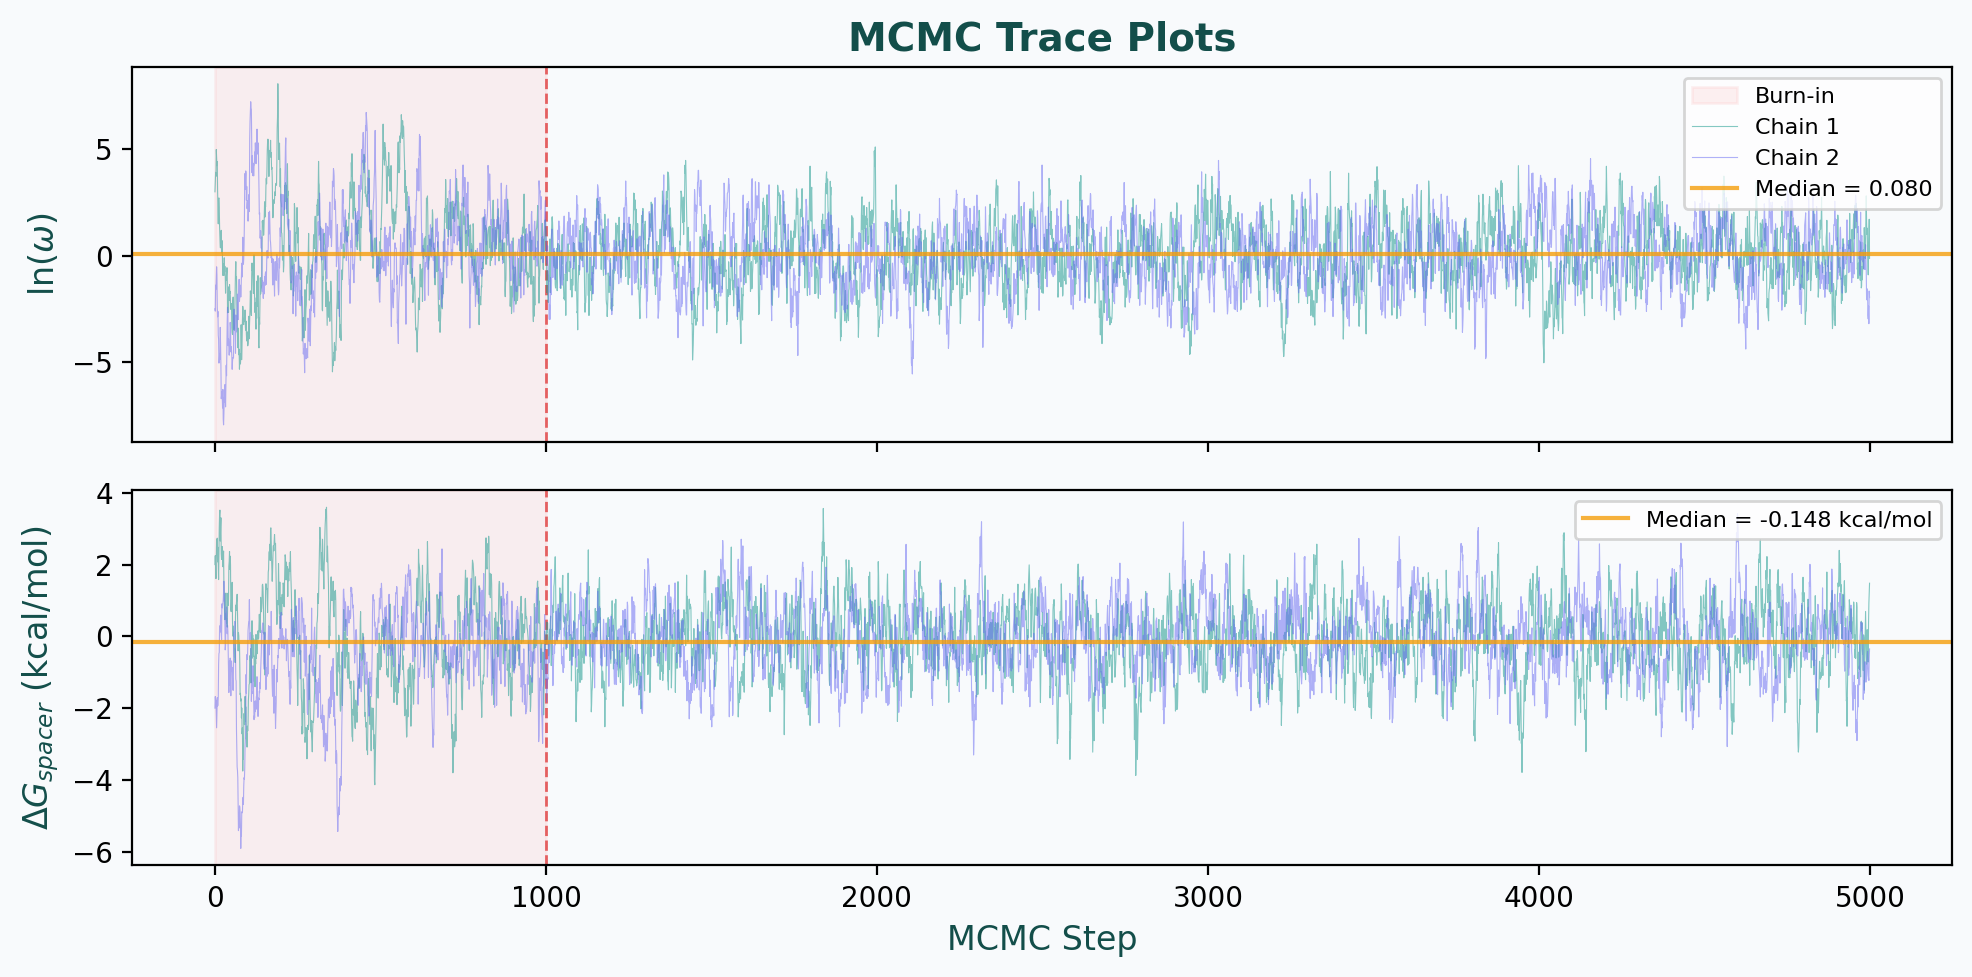 MCMC Trace Plots
ln(ω)
5
0
−5
Burn-in
Chain 1
Chain 2
Median = 0.080
ΔG_spacer (kcal/mol)
4
2
0
−2
−4
−6
Median = -0.148 kcal/mol
0 1000 2000 3000 4000 5000
MCMC Step